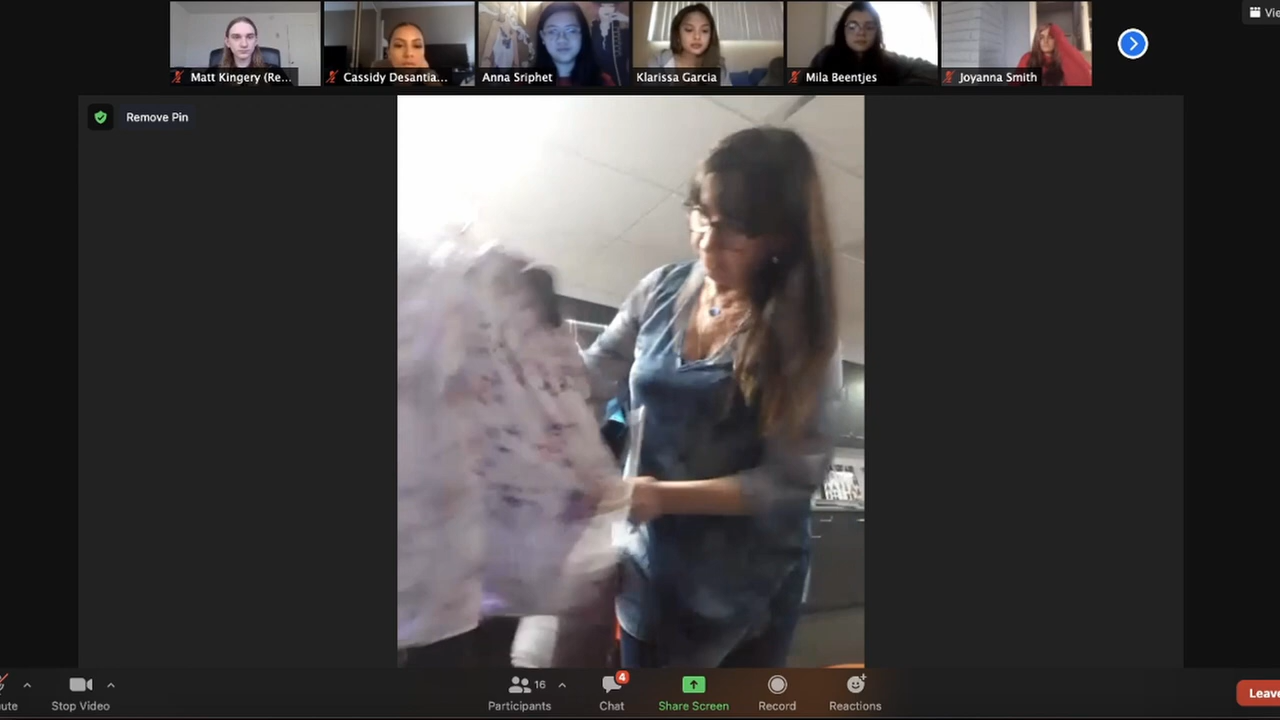 Vie
Matt Kingery (Re...
Cassidy Desantia...
Anna Sriphet
Klarissa Garcia
Mila Beentjes
Joyanna Smith
Remove Pin
ute
Stop Video
16
Participants
4
Chat
Share Screen
Record
Reactions
Leave